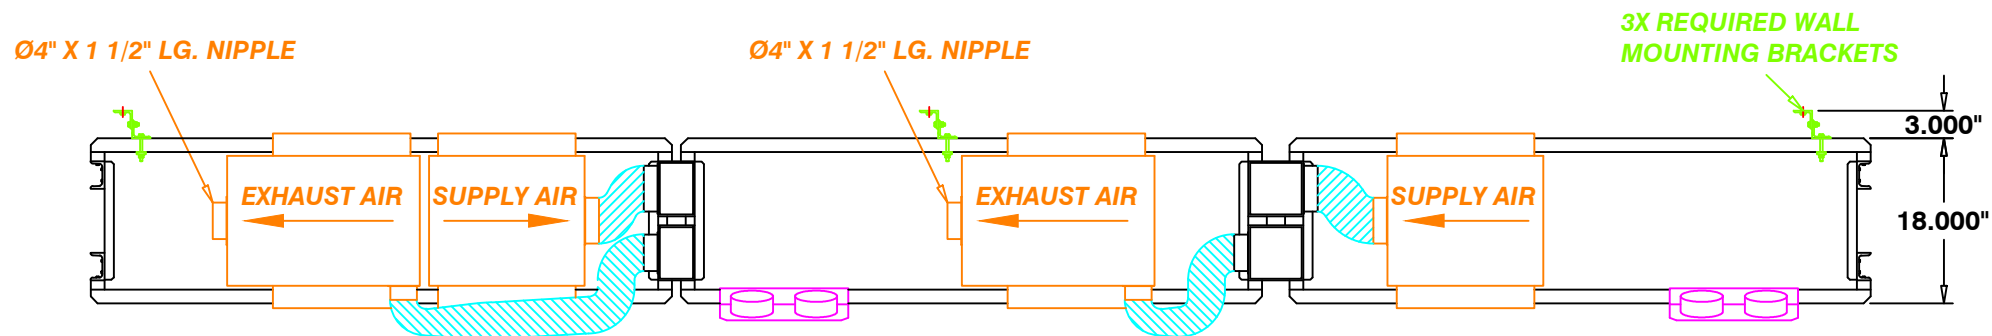 Ø4" X 1 1/2" LG. NIPPLE
Ø4" X 1 1/2" LG. NIPPLE
3X REQUIRED WALL
MOUNTING BRACKETS
3.000"
EXHAUST AIR
SUPPLY AIR
EXHAUST AIR
SUPPLY AIR
18.000"